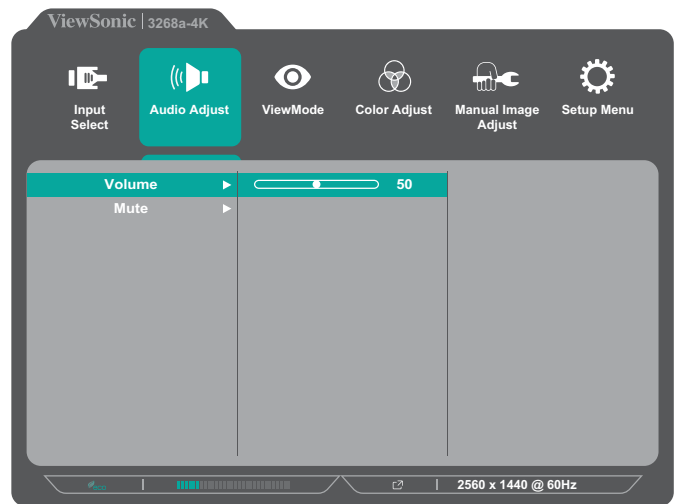 ViewSonic | 3268a-4K
Input
Select
Audio Adjust
ViewMode
Color Adjust
Manual Image
Adjust
Setup Menu
Volume 50
Mute
2560 x 1440 @ 60Hz